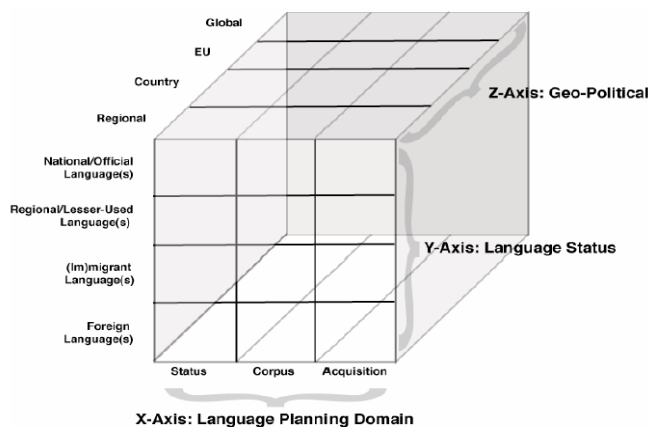 Global
EU
Country
Regional
Z-Axis: Geo-Political
National/Official
Language(s)
Regional/Lesser-Used
Language(s)
(Im)migrant
Language(s)
Foreign
Language(s)
Y-Axis: Language Status
Status Corpus Acquisition
X-Axis: Language Planning Domain